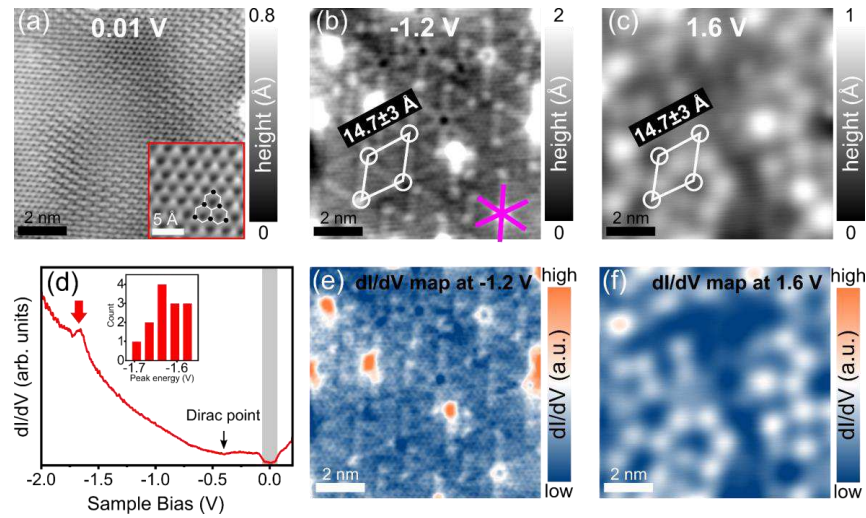 (a) 0.01 V
0.8
height (Å)
0
2 nm
5 Å
(b) -1.2 V
2
height (Å)
0
14.7±3 Å
2 nm
(c) 1.6 V
1
height (Å)
0
14.7±3 Å
2 nm
(d)
dI/dV (arb. units)
Count
4
3
2
1
0
-1.7 -1.6
Peak energy (V)
Dirac point
-2.0 -1.5 -1.0 -0.5 0.0
Sample Bias (V)
(e) dI/dV map at -1.2 V
high
dI/dV (a.u.)
low
2 nm
(f) dI/dV map at 1.6 V
high
dI/dV (a.u.)
low
2 nm